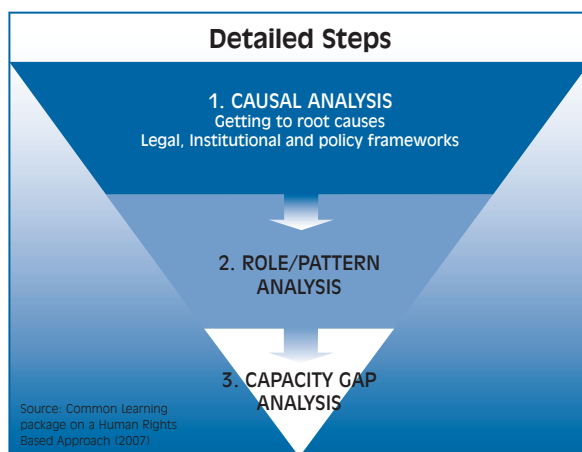 Detailed Steps
1. CAUSAL ANALYSIS
Getting to root causes
Legal, Institutional and policy frameworks
2. ROLE/PATTERN
ANALYSIS
3. CAPACITY GAP
ANALYSIS
Source: Common Learning
package on a Human Rights
Based Approach (2007)